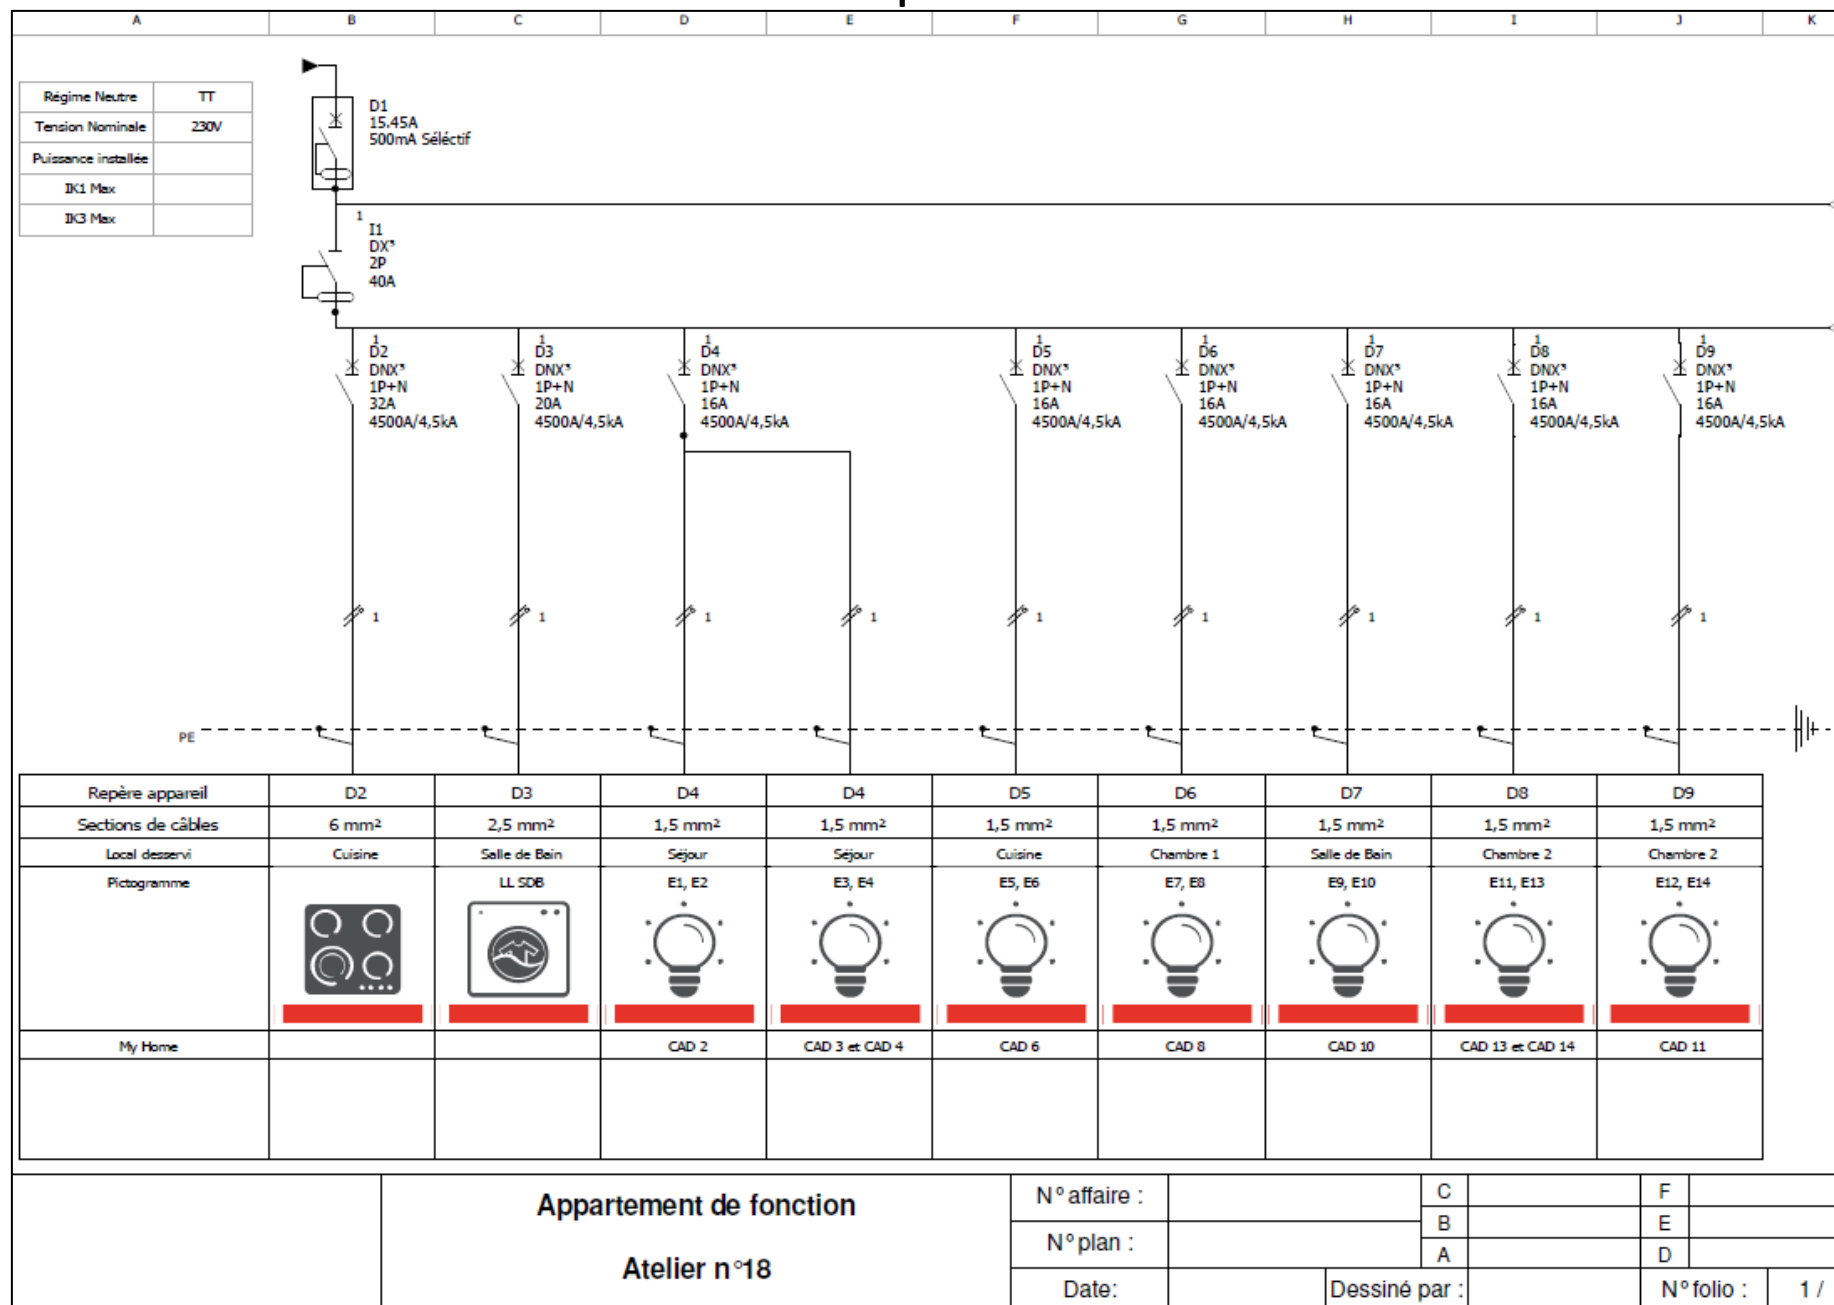 A B C D E F G H I J K
Régime Neutre TT
Tension Nominale 230V
Puissance installée
IK1 Max
IK3 Max
D1
15.45A
500mA Séléctif
1
I1
DX³
2P
40A
1 1 1 1 1 1 1 1
D2 D3 D4 D5 D6 D7 D8 D9
DNX³ DNX³ DNX³ DNX³ DNX³ DNX³ DNX³ DNX³
1P+N 1P+N 1P+N 1P+N 1P+N 1P+N 1P+N 1P+N
32A 20A 16A 16A 16A 16A 16A 16A
4500A/4,5kA 4500A/4,5kA 4500A/4,5kA 4500A/4,5kA 4500A/4,5kA 4500A/4,5kA 4500A/4,5kA 4500A/4,5kA
1 1 1 1 1 1 1 1 1
PE
Repère appareil D2 D3 D4 D4 D5 D6 D7 D8 D9
Sections de câbles 6 mm² 2,5 mm² 1,5 mm² 1,5 mm² 1,5 mm² 1,5 mm² 1,5 mm² 1,5 mm² 1,5 mm²
Local desservi Cuisine Salle de Bain Séjour Séjour Cuisine Chambre 1 Salle de Bain Chambre 2 Chambre 2
Pictogramme LL SDB E1, E2 E3, E4 E5, E6 E7, E8 E9, E10 E11, E13 E12, E14
My Home CAD 2 CAD 3 et CAD 4 CAD 6 CAD 8 CAD 10 CAD 13 et CAD 14 CAD 11
Appartement de fonction
Atelier n°18
N° affaire : C F
B E
N° plan :
A D
Date: Dessiné par : N° folio : 1 /